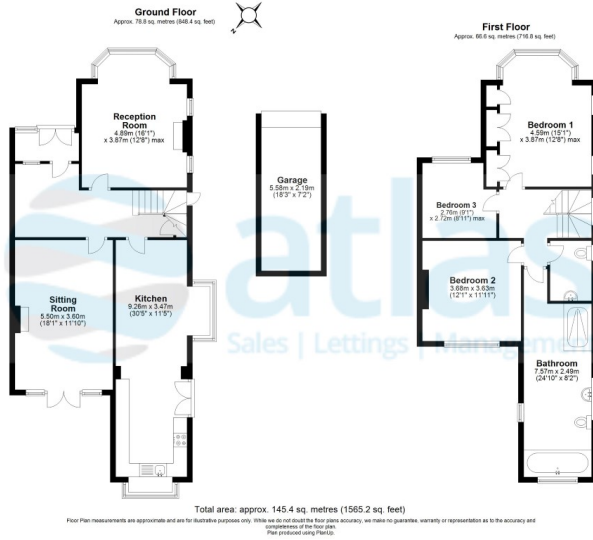 Ground Floor
Approx. 78.8 sq. metres (848.4 sq. feet)
N
First Floor
Approx. 66.6 sq. metres (716.8 sq. feet)
Reception
Room
4.89m (16'1")
x 3.87m (12'8") max
Garage
5.58m x 2.19m
(18'3" x 7'2")
Bedroom 1
4.59m (15'1")
x 3.87m (12'8") max
Bedroom 3
2.76m (9'1")
x 2.72m (8'11") max
Sitting
Room
5.50m x 3.60m
(18'1" x 11'10")
Kitchen
9.26m x 3.47m
(30'5" x 11'5")
Bedroom 2
3.68m x 3.63m
(12'1" x 11'11")
Bathroom
7.57m x 2.49m
(24'10" x 8'2")
atlas
Sales | Lettings | Management
Total area: approx. 145.4 sq. metres (1565.2 sq. feet)
Floor Plan measurements are approximate and are for illustrative purposes only. While we do not doubt the floor plans accuracy, we make no guarantee, warranty or representation as to the accuracy and
completeness of the floor plan.
Plan produced using PlanUp.